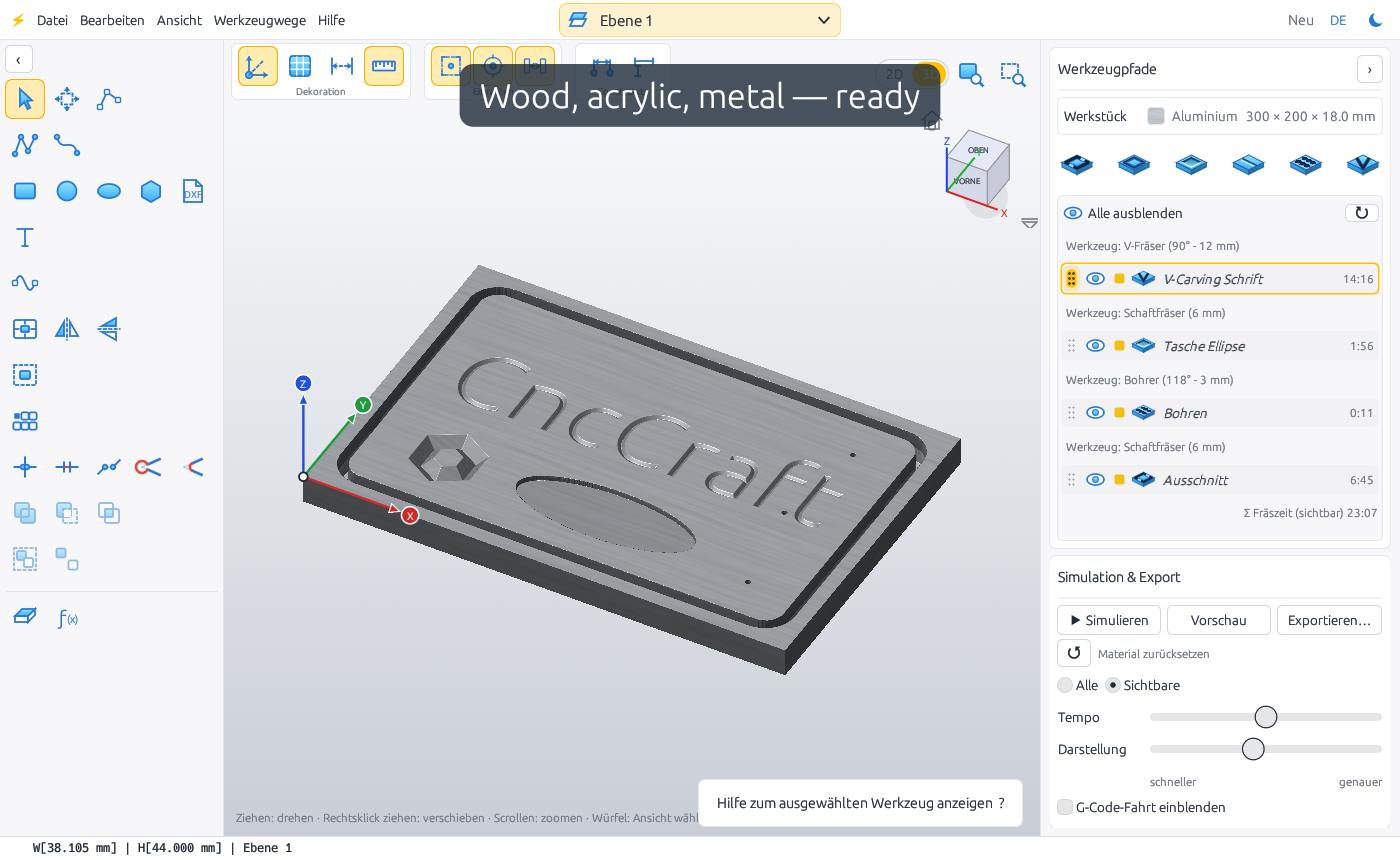 Datei Bearbeiten Ansicht Werkzeugwege Hilfe
Ebene 1
Neu DE
Dekoration
Wood, acrylic, metal — ready
2D
OBEN
VORNE
Z
X
DXF
f(x)
CncCraft
Z
Y
X
Ziehen: drehen · Rechtsklick ziehen: verschieben · Scrollen: zoomen · Würfel: Ansicht
Hilfe zum ausgewählten Werkzeug anzeigen ?
Werkzeugpfade
Werkstück Aluminium 300 × 200 × 18.0 mm
Alle ausblenden
Werkzeug: V-Fräser (90° - 12 mm)
V-Carving Schrift 14:16
Werkzeug: Schaftfräser (6 mm)
Tasche Ellipse 1:56
Werkzeug: Bohrer (118° - 3 mm)
Bohren 0:11
Werkzeug: Schaftfräser (6 mm)
Ausschnitt 6:45
Σ Fräszeit (sichtbar) 23:07
Simulation & Export
Simulieren Vorschau Exportieren…
Material zurücksetzen
Alle Sichtbare
Tempo
Darstellung
schneller genauer
G-Code-Fahrt einblenden
W[38.105 mm] | H[44.000 mm] | Ebene 1